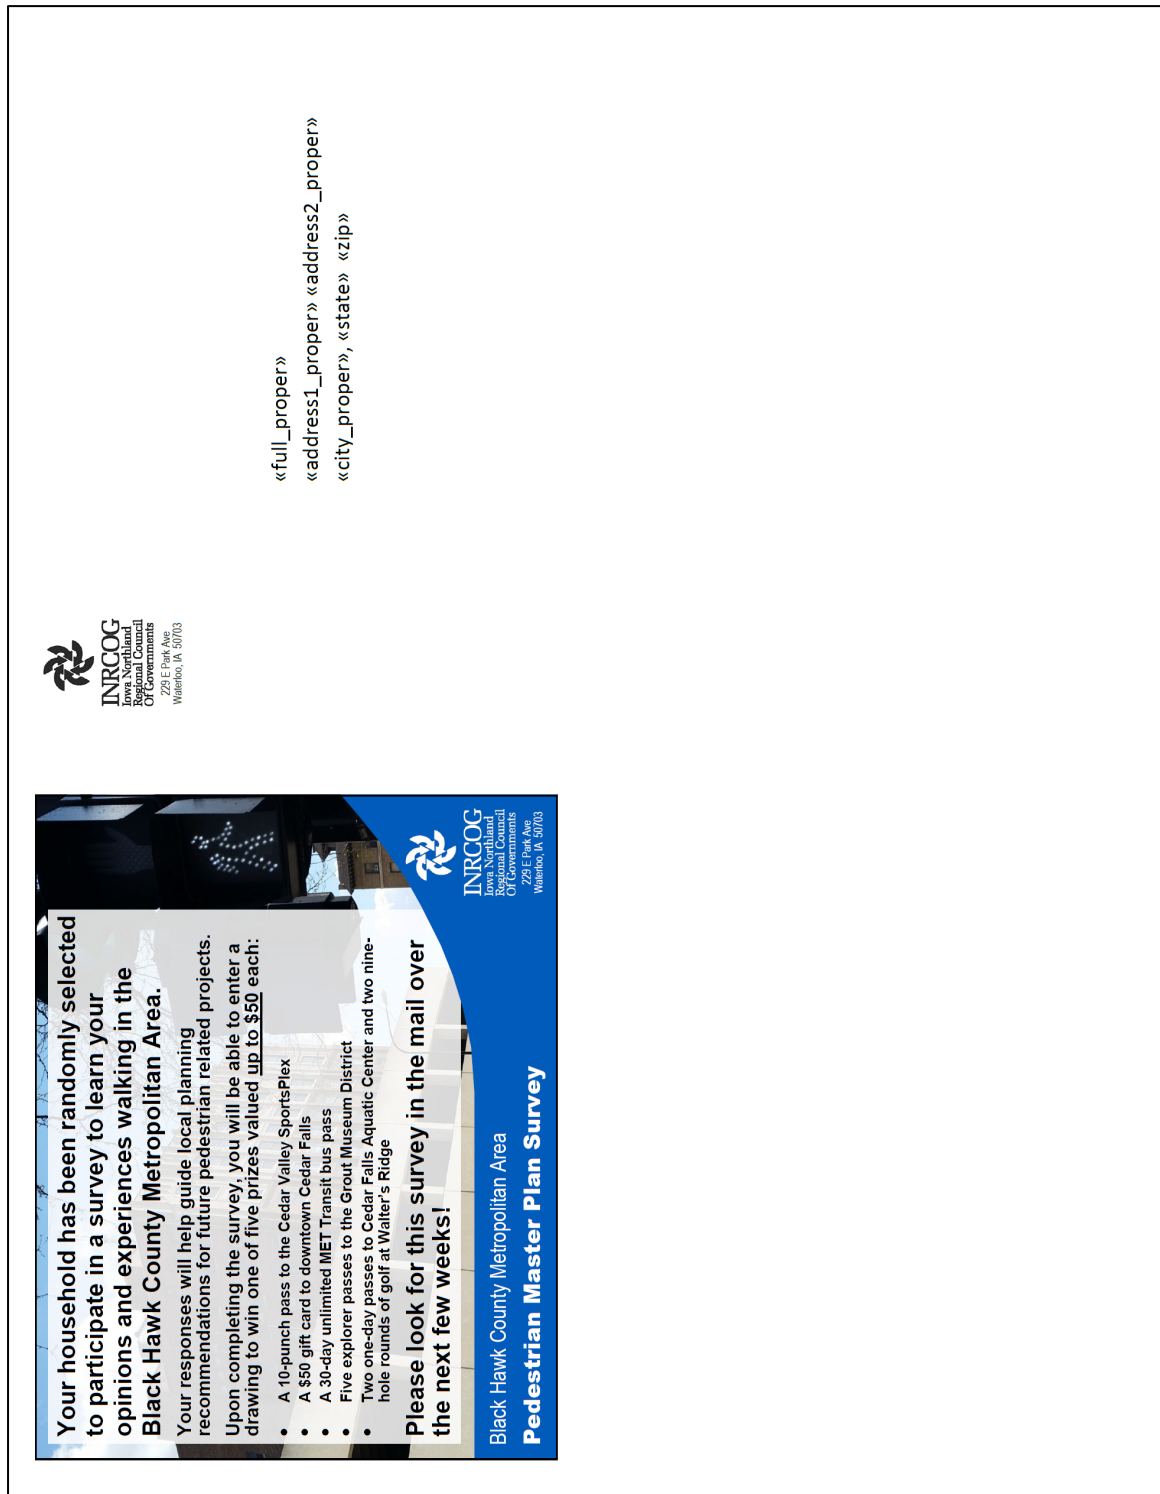 Your household has been randomly selected
to participate in a survey to learn your
opinions and experiences walking in the
Black Hawk County Metropolitan Area.
Your responses will help guide local planning
recommendations for future pedestrian related projects.
Upon completing the survey, you will be able to enter a
drawing to win one of five prizes valued up to $50 each:
• A 10-punch pass to the Cedar Valley SportsPlex
• A $50 gift card to downtown Cedar Falls
• A 30-day unlimited MET Transit bus pass
• Five explorer passes to the Grout Museum District
• Two one-day passes to Cedar Falls Aquatic Center and two nine-
hole rounds of golf at Walter's Ridge
Please look for this survey in the mail over
the next few weeks!
Black Hawk County Metropolitan Area
Pedestrian Master Plan Survey
INRCOG
Iowa Northland
Regional Council
Of Governments
229 E Park Ave
Waterloo, IA 50703
INRCOG
Iowa Northland
Regional Council
Of Governments
229 E Park Ave
Waterloo, IA 50703
«full_proper»
«address1_proper» «address2_proper»
«city_proper», «state» «zip»